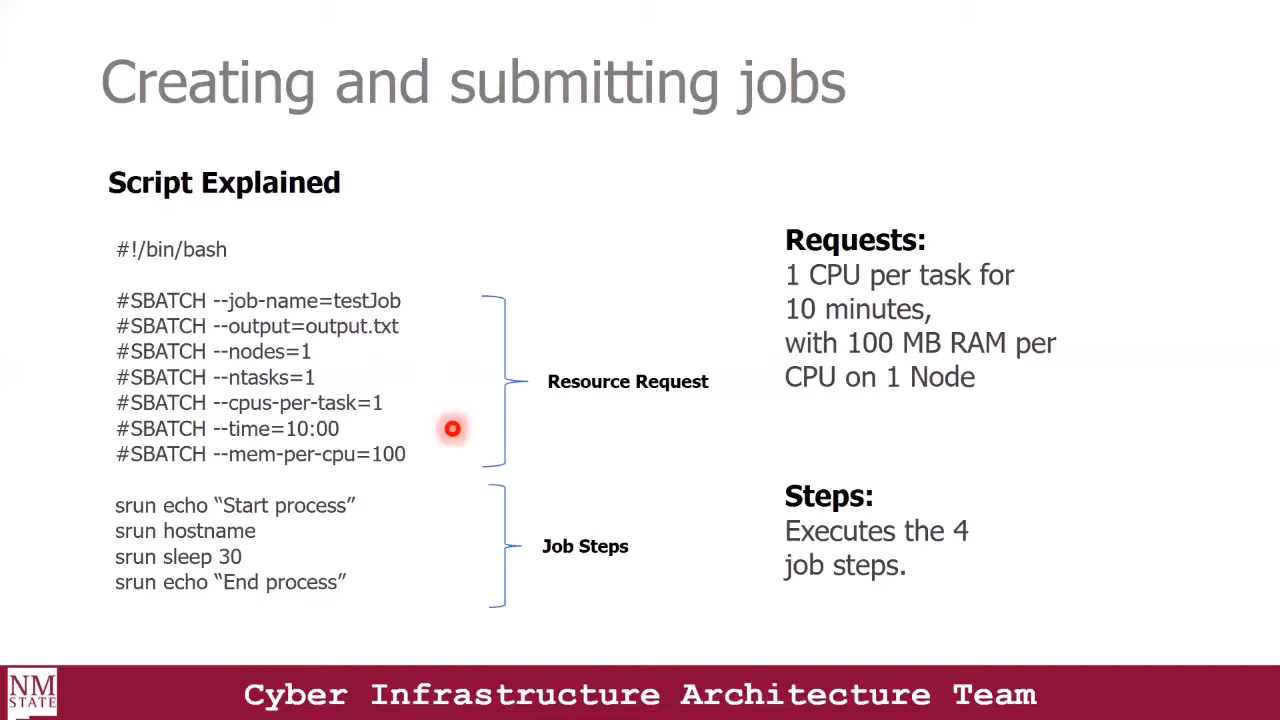 Creating and submitting jobs
Script Explained
#!/bin/bash
#SBATCH --job-name=testJob
#SBATCH --output=output.txt
#SBATCH --nodes=1
#SBATCH --ntasks=1
#SBATCH --cpus-per-task=1
#SBATCH --time=10:00
#SBATCH --mem-per-cpu=100
Resource Request
srun echo “Start process”
srun hostname
srun sleep 30
srun echo “End process”
Job Steps
Requests:
1 CPU per task for
10 minutes,
with 100 MB RAM per
CPU on 1 Node
Steps:
Executes the 4
job steps.
NM
STATE
Cyber Infrastructure Architecture Team